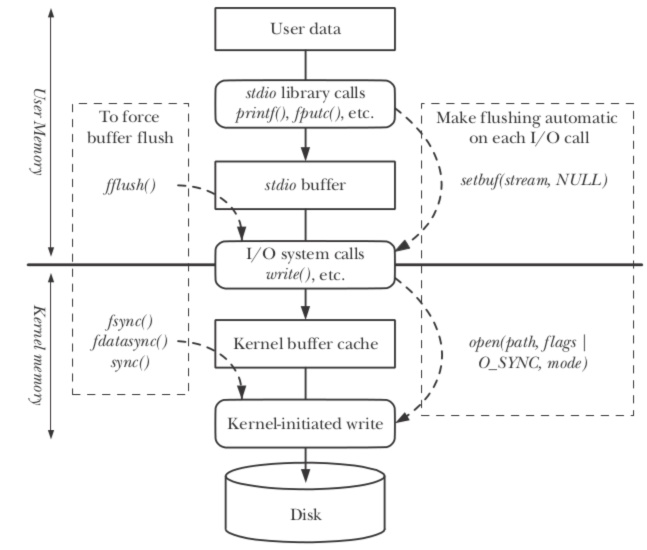 User data
stdio library calls
printf(), fputc(), etc.
To force
buffer flush
Make flushing automatic
on each I/O call
User Memory
fflush()
stdio buffer
setbuf(stream, NULL)
I/O system calls
write(), etc.
Kernel memory
fsync()
fdatasync()
sync()
Kernel buffer cache
open(path, flags |
O_SYNC, mode)
Kernel-initiated write
Disk